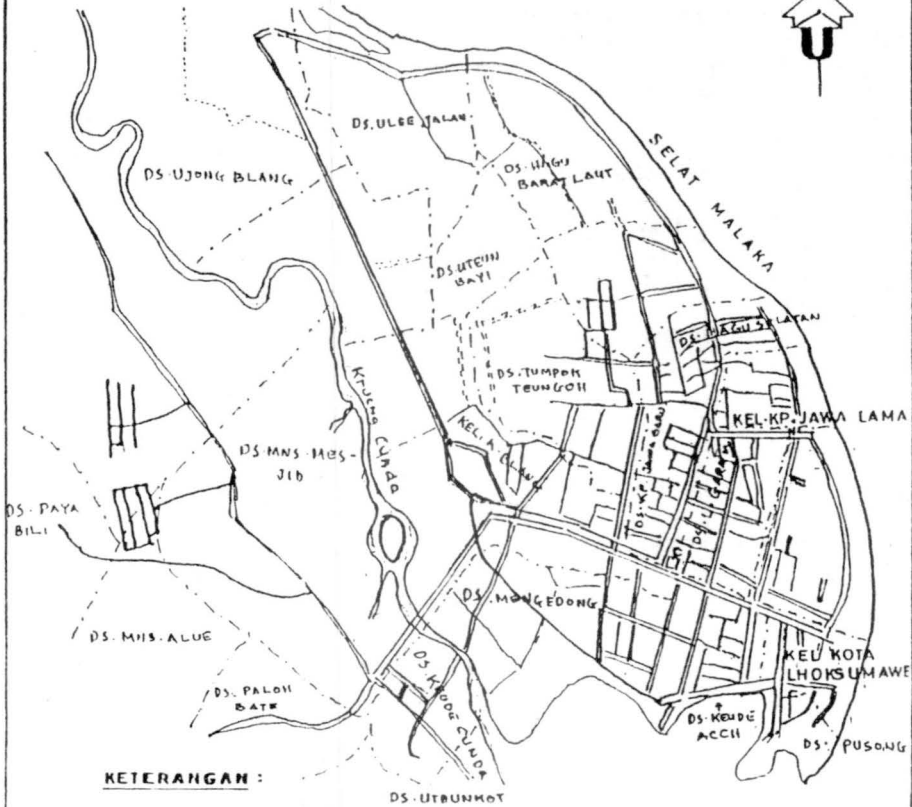 U
SELAT MALAKA
DS. ULEE JALAN
DS. HAGU
BARAT LAUT
DS. UJONG BLANG
DS. UTEUN
BAYI
DS. HAGU SELATAN
DS. TUMPOK
TEUNGOH
KRUENG CUNDA
KEL. KP. JAWA LAMA
DS. MNS. MES-
JID
DS. PAYA
BILI
DS. MONGEDONG
DS. MNS. ALUE
KEL KOTA
LHOKSUMAWE
DS. PALOH
BATE
DS. KEUDE CUNDA
DS. KEUDE
ACCH
DS. PUSONG
KETERANGAN :
DS. UTEUNKOT